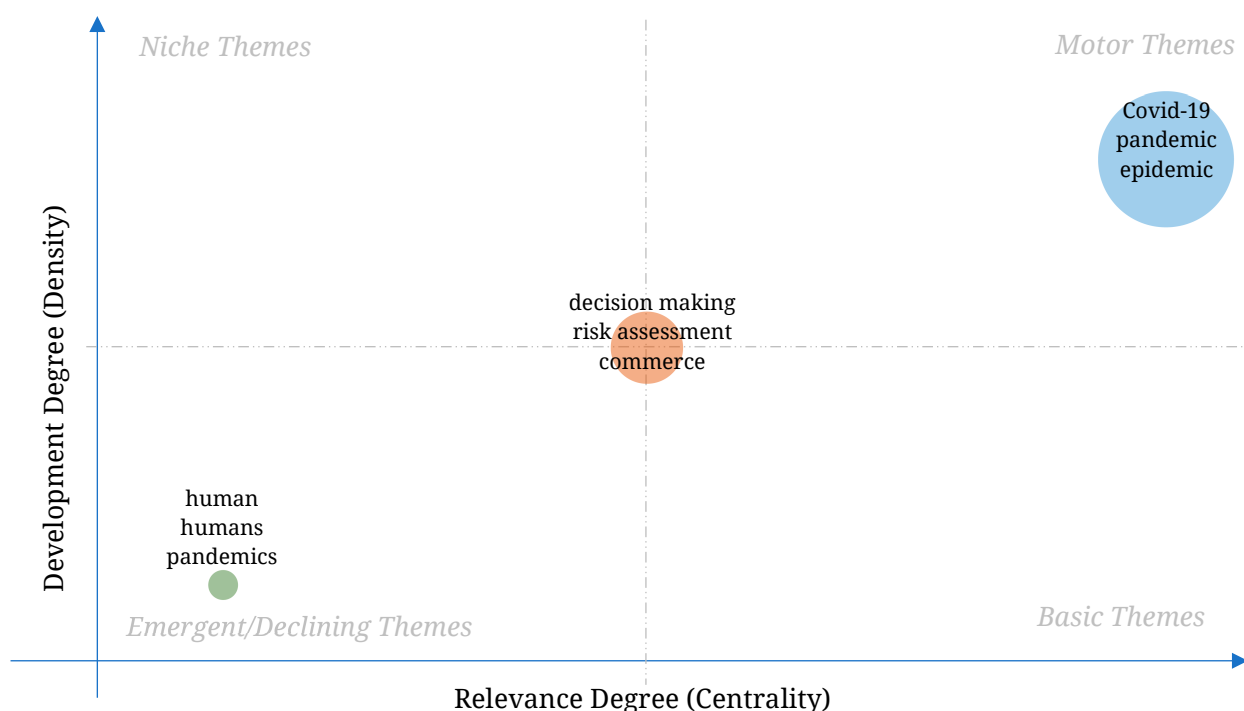 Niche Themes
Motor Themes
Covid-19
pandemic
epidemic
Development Degree (Density)
decision making
risk assessment
commerce
human
humans
pandemics
Emergent/Declining Themes
Basic Themes
Relevance Degree (Centrality)